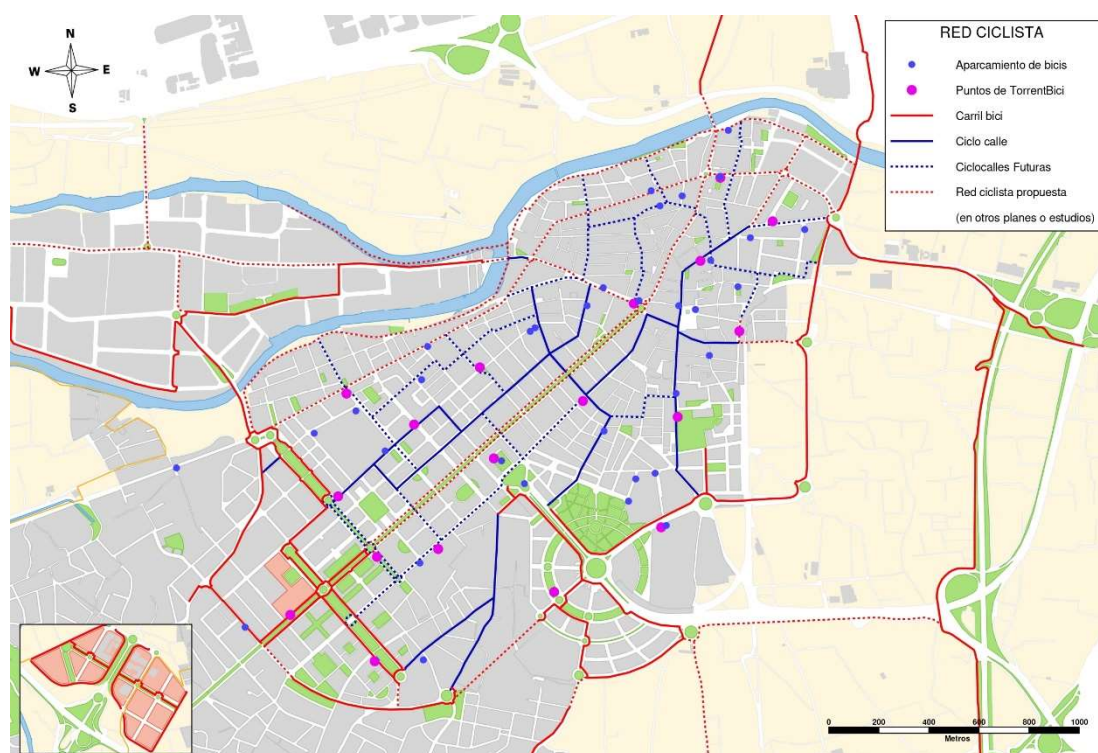 N
W E
S
RED CICLISTA
Aparcamiento de bicis
Puntos de TorrentBici
Carril bici
Ciclo calle
Ciclocalles Futuras
Red ciclista propuesta
(en otros planes o estudios)
0 200 400 600 800 1000
Metros